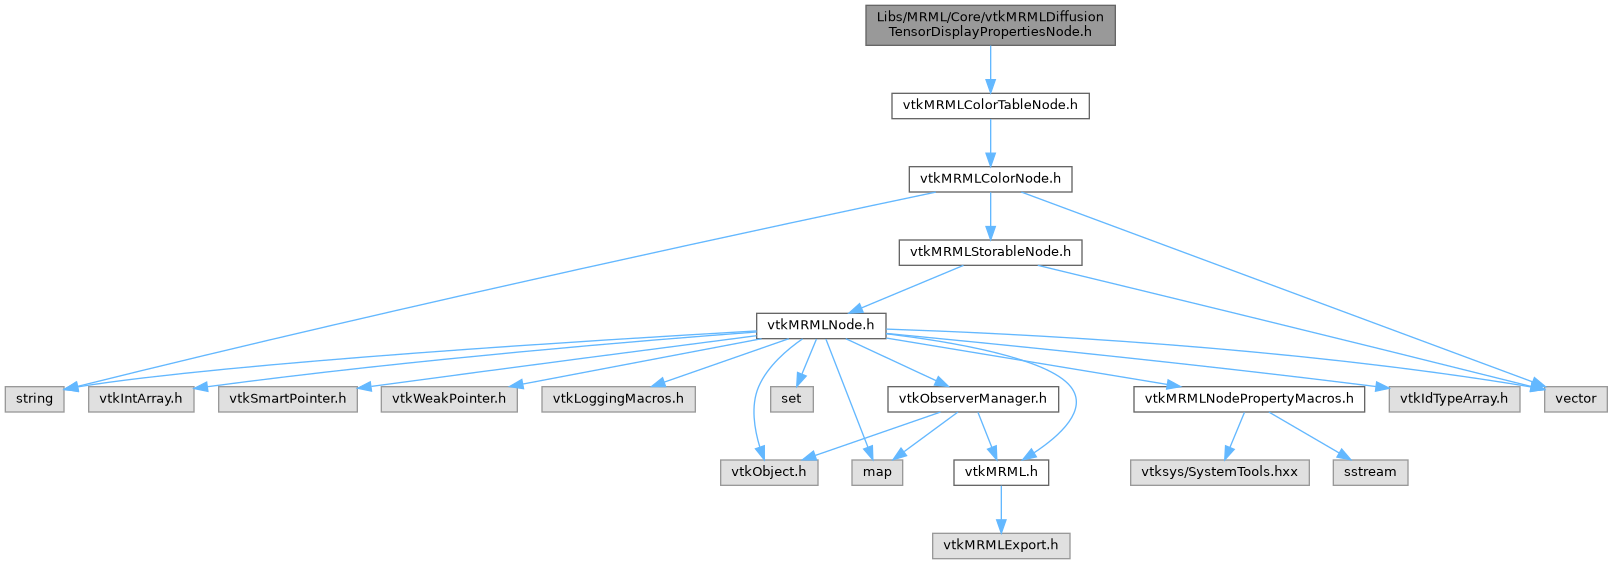 Libs/MRML/Core/vtkMRMLDiffusion
TensorDisplayPropertiesNode.h
vtkMRMLColorTableNode.h
vtkMRMLColorNode.h
vtkMRMLStorableNode.h
vtkMRMLNode.h
string
vtkIntArray.h
vtkSmartPointer.h
vtkWeakPointer.h
vtkLoggingMacros.h
set
vtkObserverManager.h
vtkMRMLNodePropertyMacros.h
vtkIdTypeArray.h
vector
vtkObject.h
map
vtkMRML.h
vtksys/SystemTools.hxx
sstream
vtkMRMLExport.h